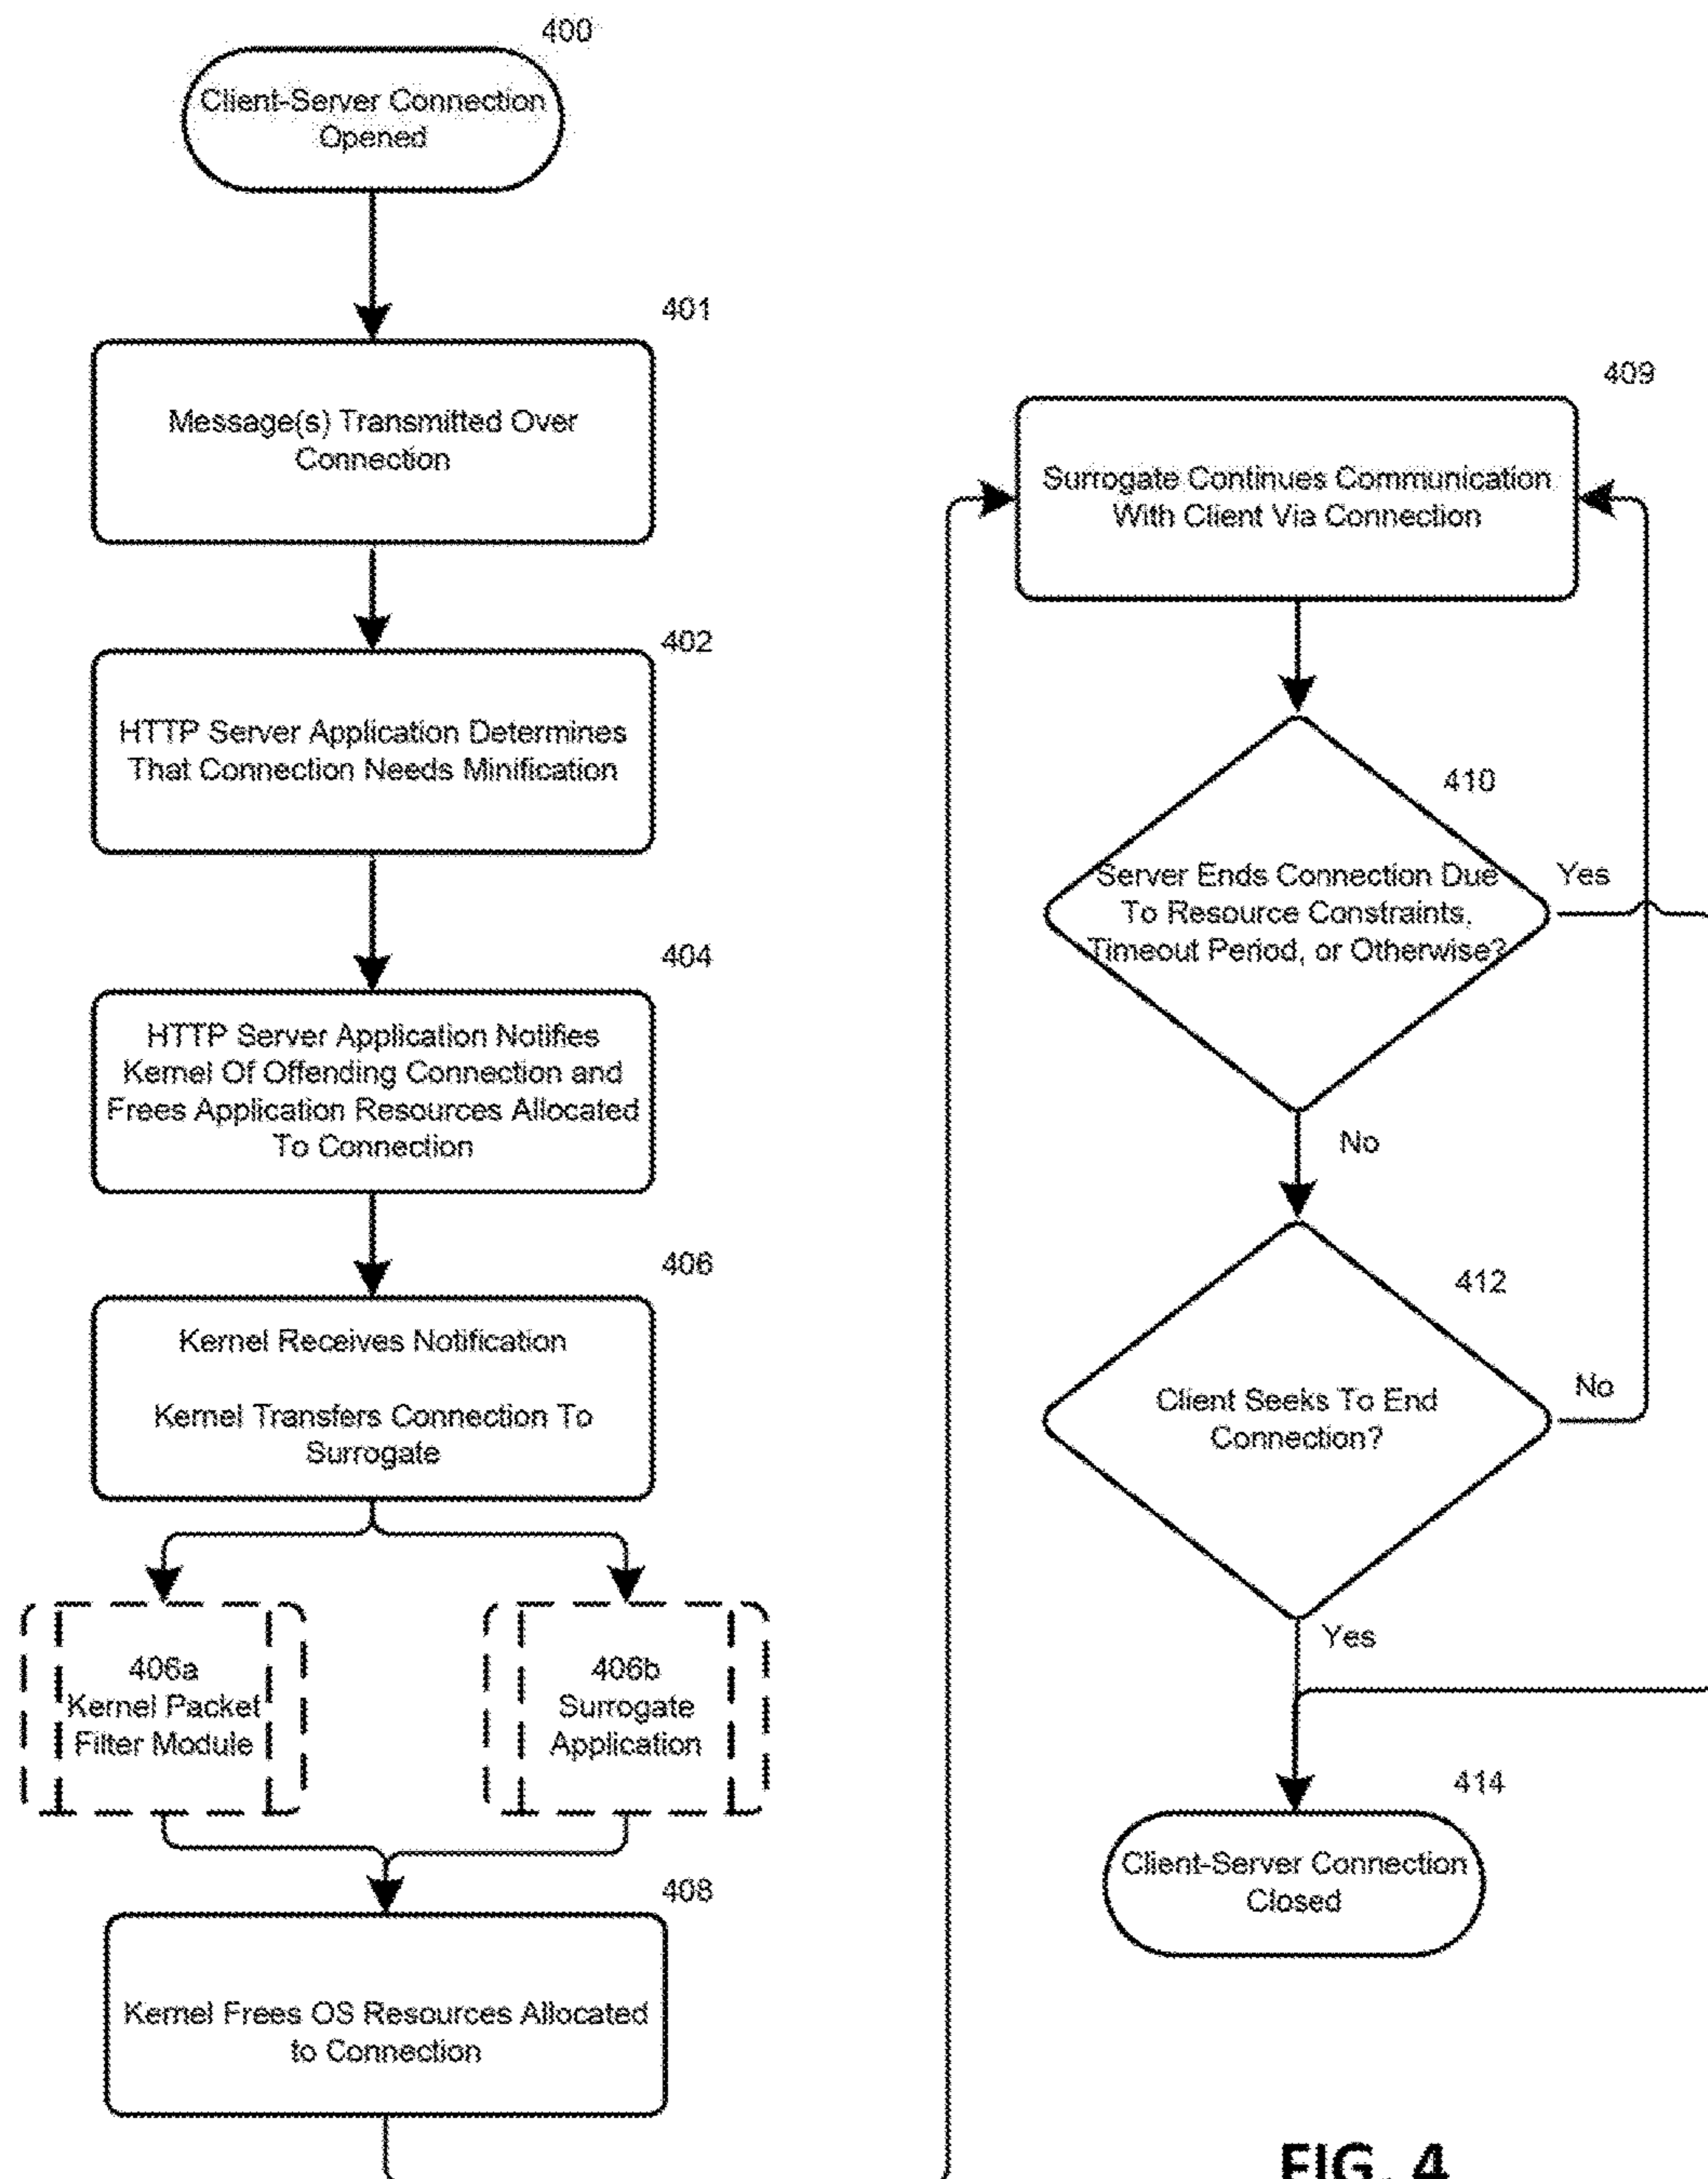 400
Client-Server Connection
Opened
401
Message(s) Transmitted Over
Connection
402
HTTP Server Application Determines
That Connection Needs Minification
404
HTTP Server Application Notifies
Kernel Of Offending Connection and
Frees Application Resources Allocated
To Connection
406
Kernel Receives Notification
Kernel Transfers Connection To
Surrogate
406a
Kernel Packet
Filter Module
406b
Surrogate
Application
408
Kernel Frees OS Resources Allocated
to Connection
409
Surrogate Continues Communication
With Client Via Connection
410
Server Ends Connection Due
To Resource Constraints,
Timeout Period, or Otherwise?
Yes
No
412
Client Seeks To End
Connection?
No
Yes
414
Client-Server Connection
Closed
FIG. 4